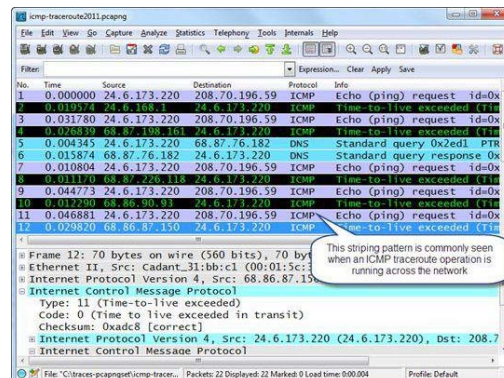 icmp-traceroute2011.pcapng
File Edit View Go Capture Analyze Statistics Telephony Tools Internals Help
Filter: Expression... Clear Apply Save
No. Time Source Destination Protocol Info
1 0.000000 24.6.173.220 208.70.196.59 ICMP Echo (ping) request id=0x
2 0.019574 24.6.168.1 24.6.173.220 ICMP Time-to-live exceeded (Ti
3 0.031780 24.6.173.220 208.70.196.59 ICMP Echo (ping) request id=0x
4 0.026839 68.87.198.161 24.6.173.220 ICMP Time-to-live exceeded (Ti
5 0.004345 24.6.173.220 68.87.76.182 DNS Standard query 0x2ed1 PTR
6 0.015874 68.87.76.182 24.6.173.220 DNS Standard query response 0x
7 0.010804 24.6.173.220 208.70.196.59 ICMP Echo (ping) request id=0x
8 0.011170 68.87.226.118 24.6.173.220 ICMP Time-to-live exceeded (Ti
9 0.044773 24.6.173.220 208.70.196.59 ICMP Echo (ping) request id=0x
10 0.012290 68.86.90.93 24.6.173.220 ICMP Time-to-live exceeded (Ti
11 0.046881 24.6.173.220 208.70.196.59 ICMP Echo (ping) request id=0x
12 0.029820 68.86.87.150 24.6.173.220 ICMP Time-to-live exceeded (Ti
This striping pattern is commonly seen
when an ICMP traceroute operation is
running across the network
Frame 12: 70 bytes on wire (560 bits), 70 byt
Ethernet II, Src: Cadant_31:bb:c1 (00:01:5c:3
Internet Protocol Version 4, Src: 68.86.87.150
Internet Control Message Protocol
Type: 11 (Time-to-live exceeded)
Code: 0 (Time to live exceeded in transit)
Checksum: 0xadc8 [correct]
Internet Protocol Version 4, Src: 24.6.173.220 (24.6.173.220), Dst: 208.7
Internet Control Message Protocol
File: "C:\traces-pcapngset\icmp-tracer... Packets: 22 Displayed: 22 Marked: 0 Load time: 0:00.004 Profile: Default